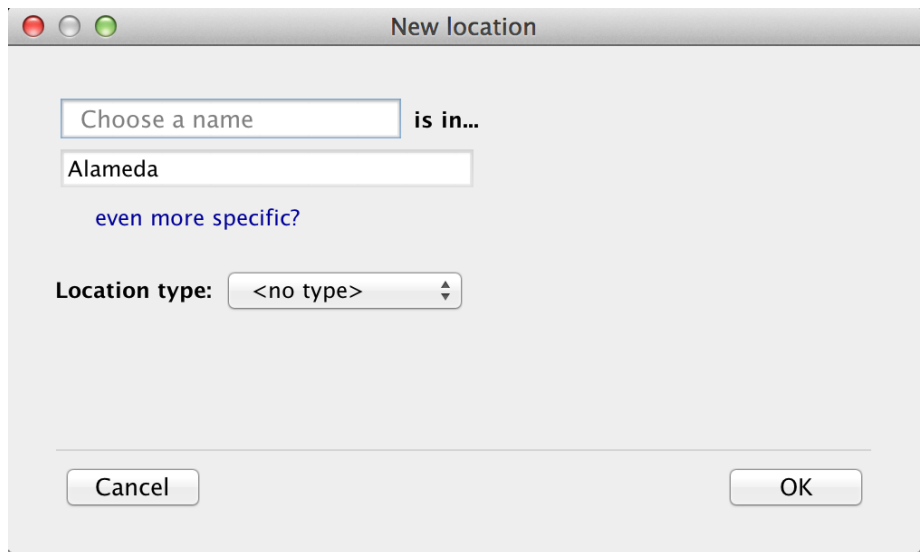 New location
Choose a name is in...
Alameda
even more specific?
Location type: <no type>
Cancel OK